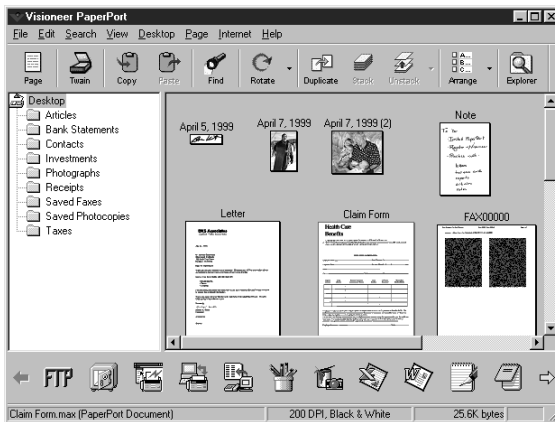 Visioneer PaperPort
File Edit Search View Desktop Page Internet Help
Page Twain Copy Paste Find Rotate Duplicate Stack Unstack Arrange Explorer
Desktop
Articles
Bank Statements
Contacts
Investments
Photographs
Receipts
Saved Faxes
Saved Photocopies
Taxes
April 5, 1999 April 7, 1999 April 7, 1999 (2) Note
Letter Claim Form FAX00000
Health Care
Benefits
FTP
Claim Form.max (PaperPort Document) 200 DPI, Black & White 25.6K bytes